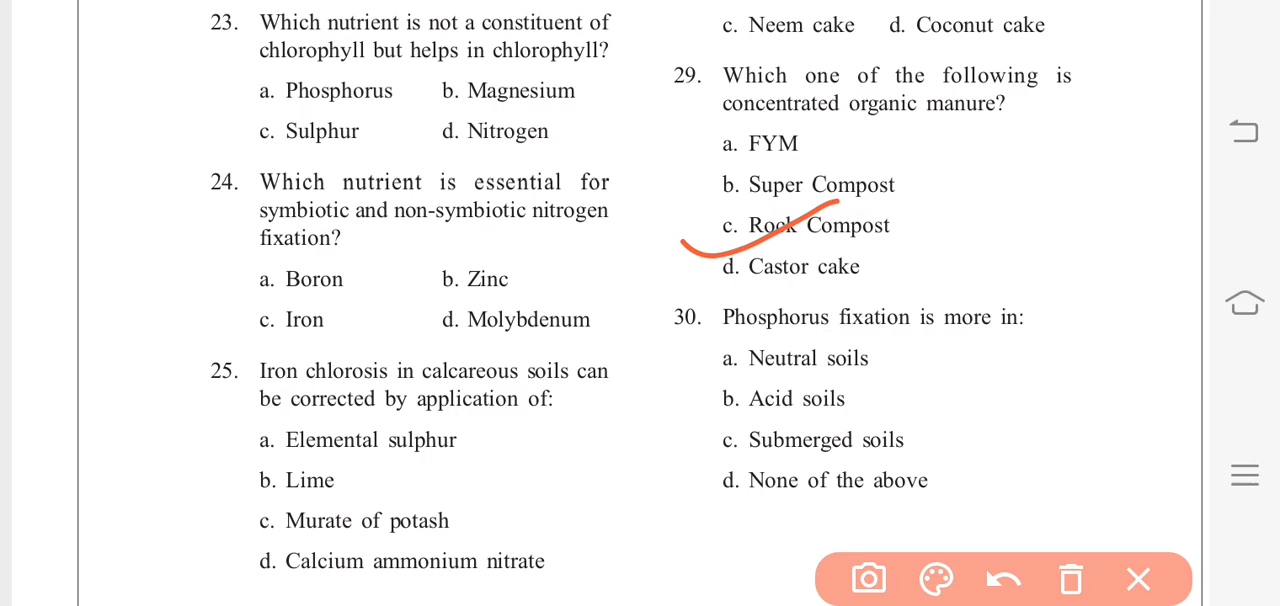 23. Which nutrient is not a constituent of
chlorophyll but helps in chlorophyll?
a. Phosphorus b. Magnesium
c. Sulphur d. Nitrogen
24. Which nutrient is essential for
symbiotic and non-symbiotic nitrogen
fixation?
a. Boron b. Zinc
c. Iron d. Molybdenum
25. Iron chlorosis in calcareous soils can
be corrected by application of:
a. Elemental sulphur
b. Lime
c. Murate of potash
d. Calcium ammonium nitrate
c. Neem cake d. Coconut cake
29. Which one of the following is
concentrated organic manure?
a. FYM
b. Super Compost
c. Rock Compost
d. Castor cake
30. Phosphorus fixation is more in:
a. Neutral soils
b. Acid soils
c. Submerged soils
d. None of the above